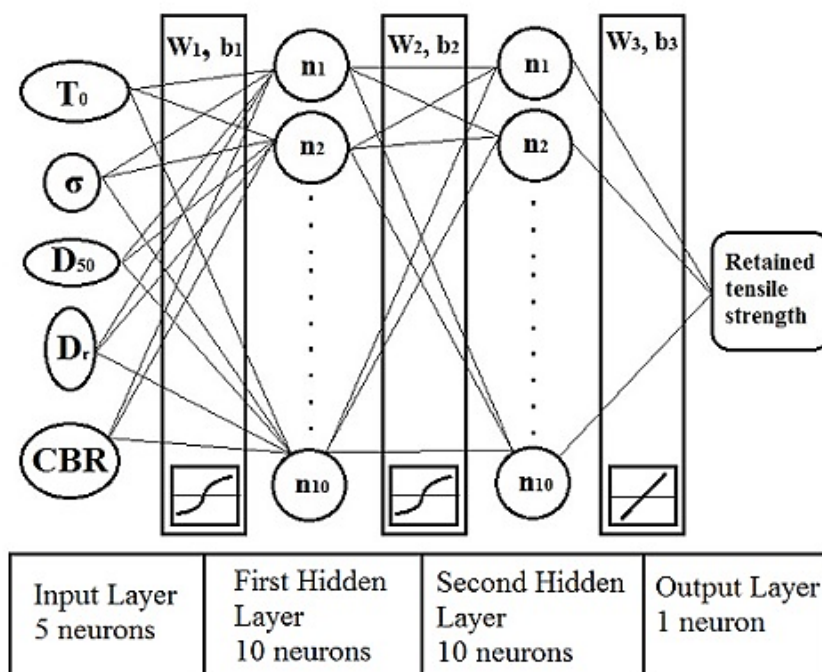 W1, b1
W2, b2
W3, b3
T0
σ
D50
Dr
CBR
n1
n2
n10
n1
n2
n10
Retained
tensile
strength
Input Layer
5 neurons
First Hidden
Layer
10 neurons
Second Hidden
Layer
10 neurons
Output Layer
1 neuron